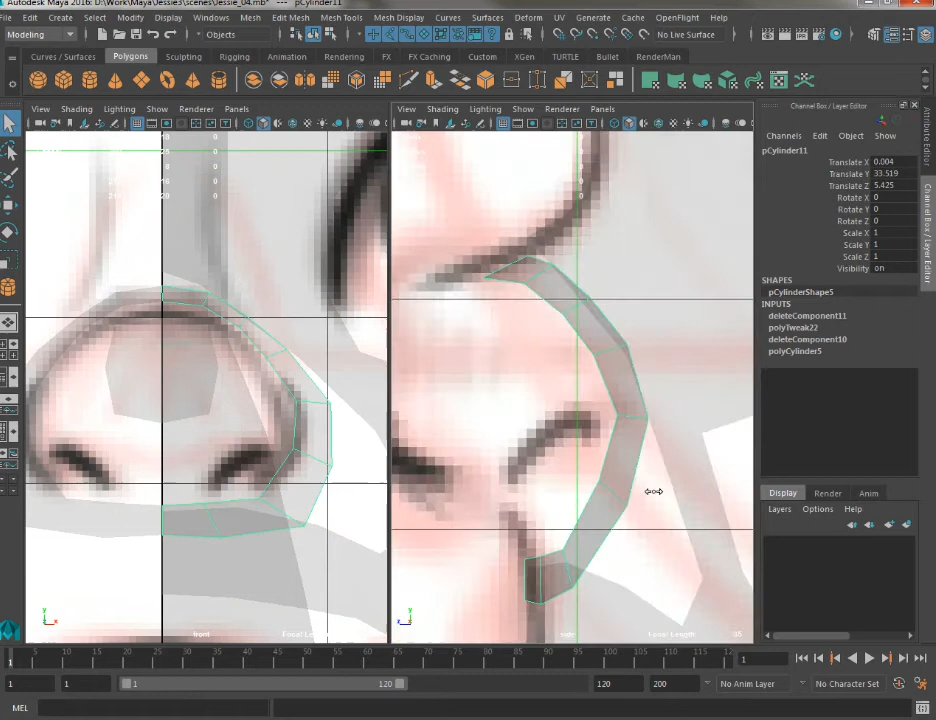 Autodesk Maya 2016: D:\Work\Maya\Jessie3\scenes\Jessie_04.mb* --- pCylinder11
File Edit Create Select Modify Display Windows Mesh Edit Mesh Mesh Tools Mesh Display Curves Surfaces Deform UV Generate Cache OpenFlight Help
Modeling Objects No Live Surface
Curves / Surfaces Polygons Sculpting Rigging Animation Rendering FX FX Caching Custom XGen TURTLE Bullet RenderMan
View Shading Lighting Show Renderer Panels
View Shading Lighting Show Renderer Panels
Channel Box / Layer Editor
Channels Edit Object Show
pCylinder11
Translate X 0.004
Translate Y 33.519
Translate Z 5.425
Rotate X 0
Rotate Y 0
Rotate Z 0
Scale X 1
Scale Y 1
Scale Z 1
Visibility on
SHAPES
pCylinderShape5
INPUTS
deleteComponent11
polyTweak22
deleteComponent10
polyCylinder5
Attribute Editor
Channel Box / Layer Editor
Display Render Anim
Layers Options Help
front
side
35
5 10 15 20 25 30 35 40 45 50 55 60 65 70 75 80 85 90 95 100 105 110 115 12
1
1 1 1 120 120 200 No Anim Layer No Character Set
MEL